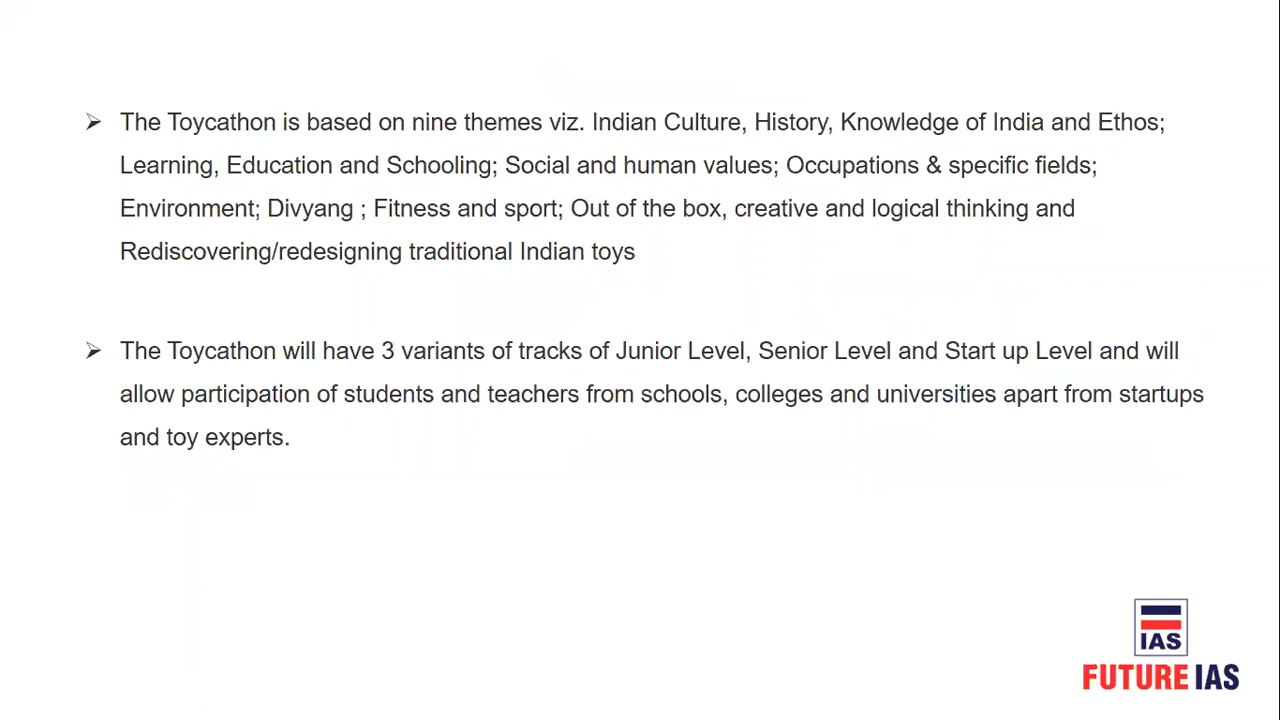 ➢ The Toycathon is based on nine themes viz. Indian Culture, History, Knowledge of India and Ethos;
Learning, Education and Schooling; Social and human values; Occupations & specific fields;
Environment; Divyang ; Fitness and sport; Out of the box, creative and logical thinking and
Rediscovering/redesigning traditional Indian toys
➢ The Toycathon will have 3 variants of tracks of Junior Level, Senior Level and Start up Level and will
allow participation of students and teachers from schools, colleges and universities apart from startups
and toy experts.
IAS
FUTURE IAS